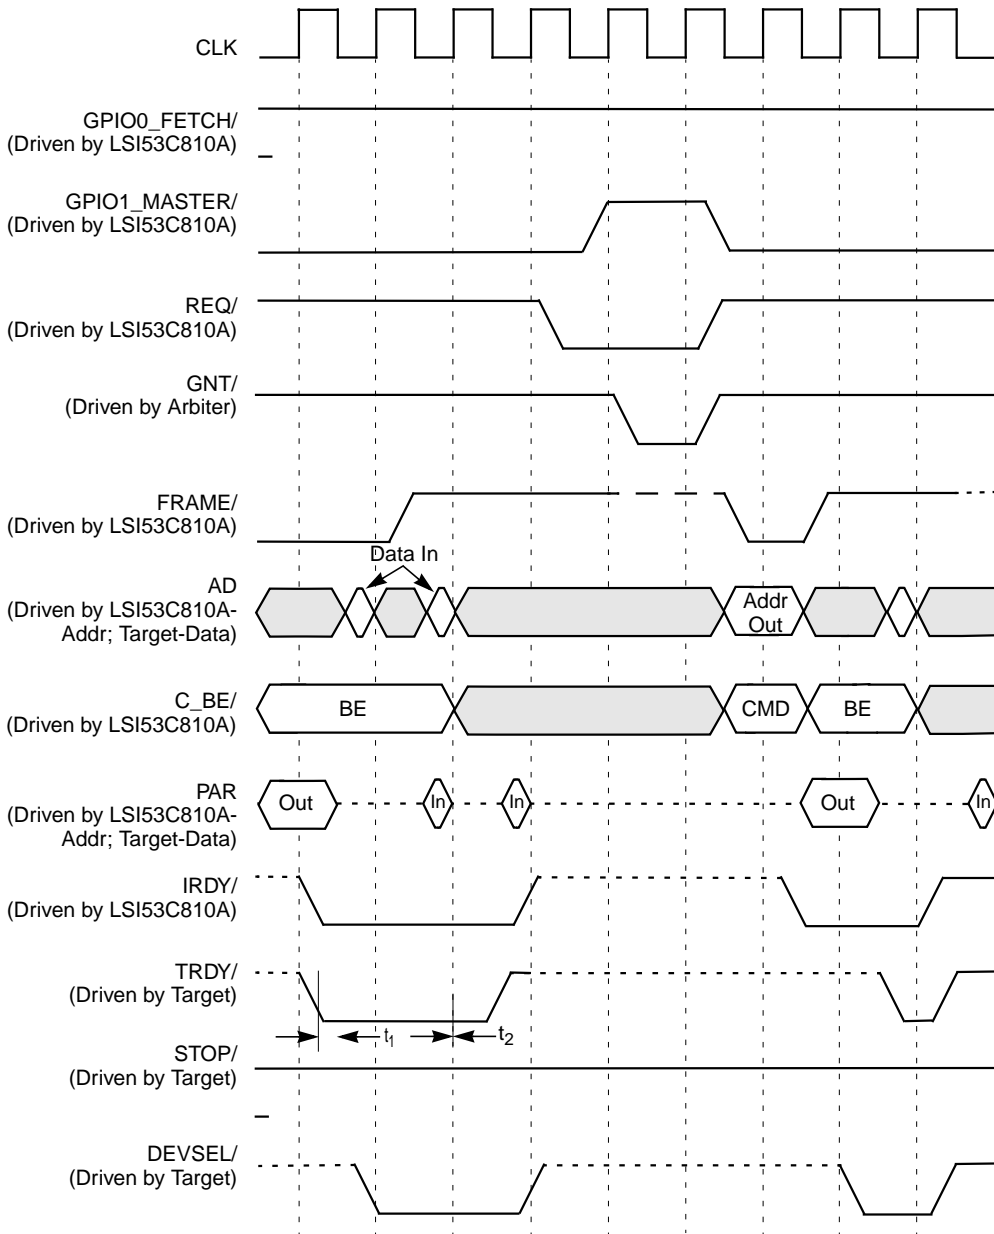 CLK
GPIO0_FETCH/
(Driven by LSI53C810A)
GPIO1_MASTER/
(Driven by LSI53C810A)
REQ/
(Driven by LSI53C810A)
GNT/
(Driven by Arbiter)
FRAME/
(Driven by LSI53C810A)
Data In
AD
(Driven by LSI53C810A-
Addr; Target-Data)
Addr
Out
C_BE/
(Driven by LSI53C810A)
BE
CMD
BE
PAR
(Driven by LSI53C810A-
Addr; Target-Data)
Out
In
In
Out
In
IRDY/
(Driven by LSI53C810A)
TRDY/
(Driven by Target)
t1
t2
STOP/
(Driven by Target)
DEVSEL/
(Driven by Target)